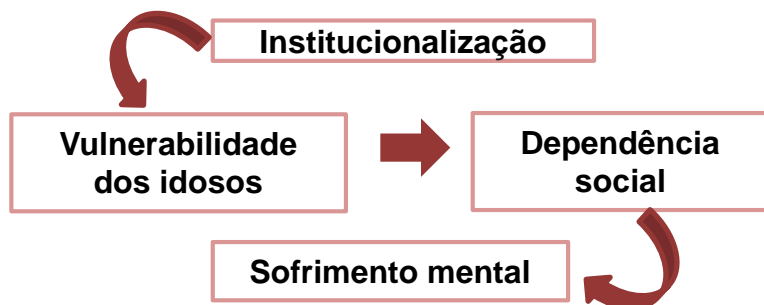 Institucionalização
Vulnerabilidade
dos idosos
Dependência
social
Sofrimento mental